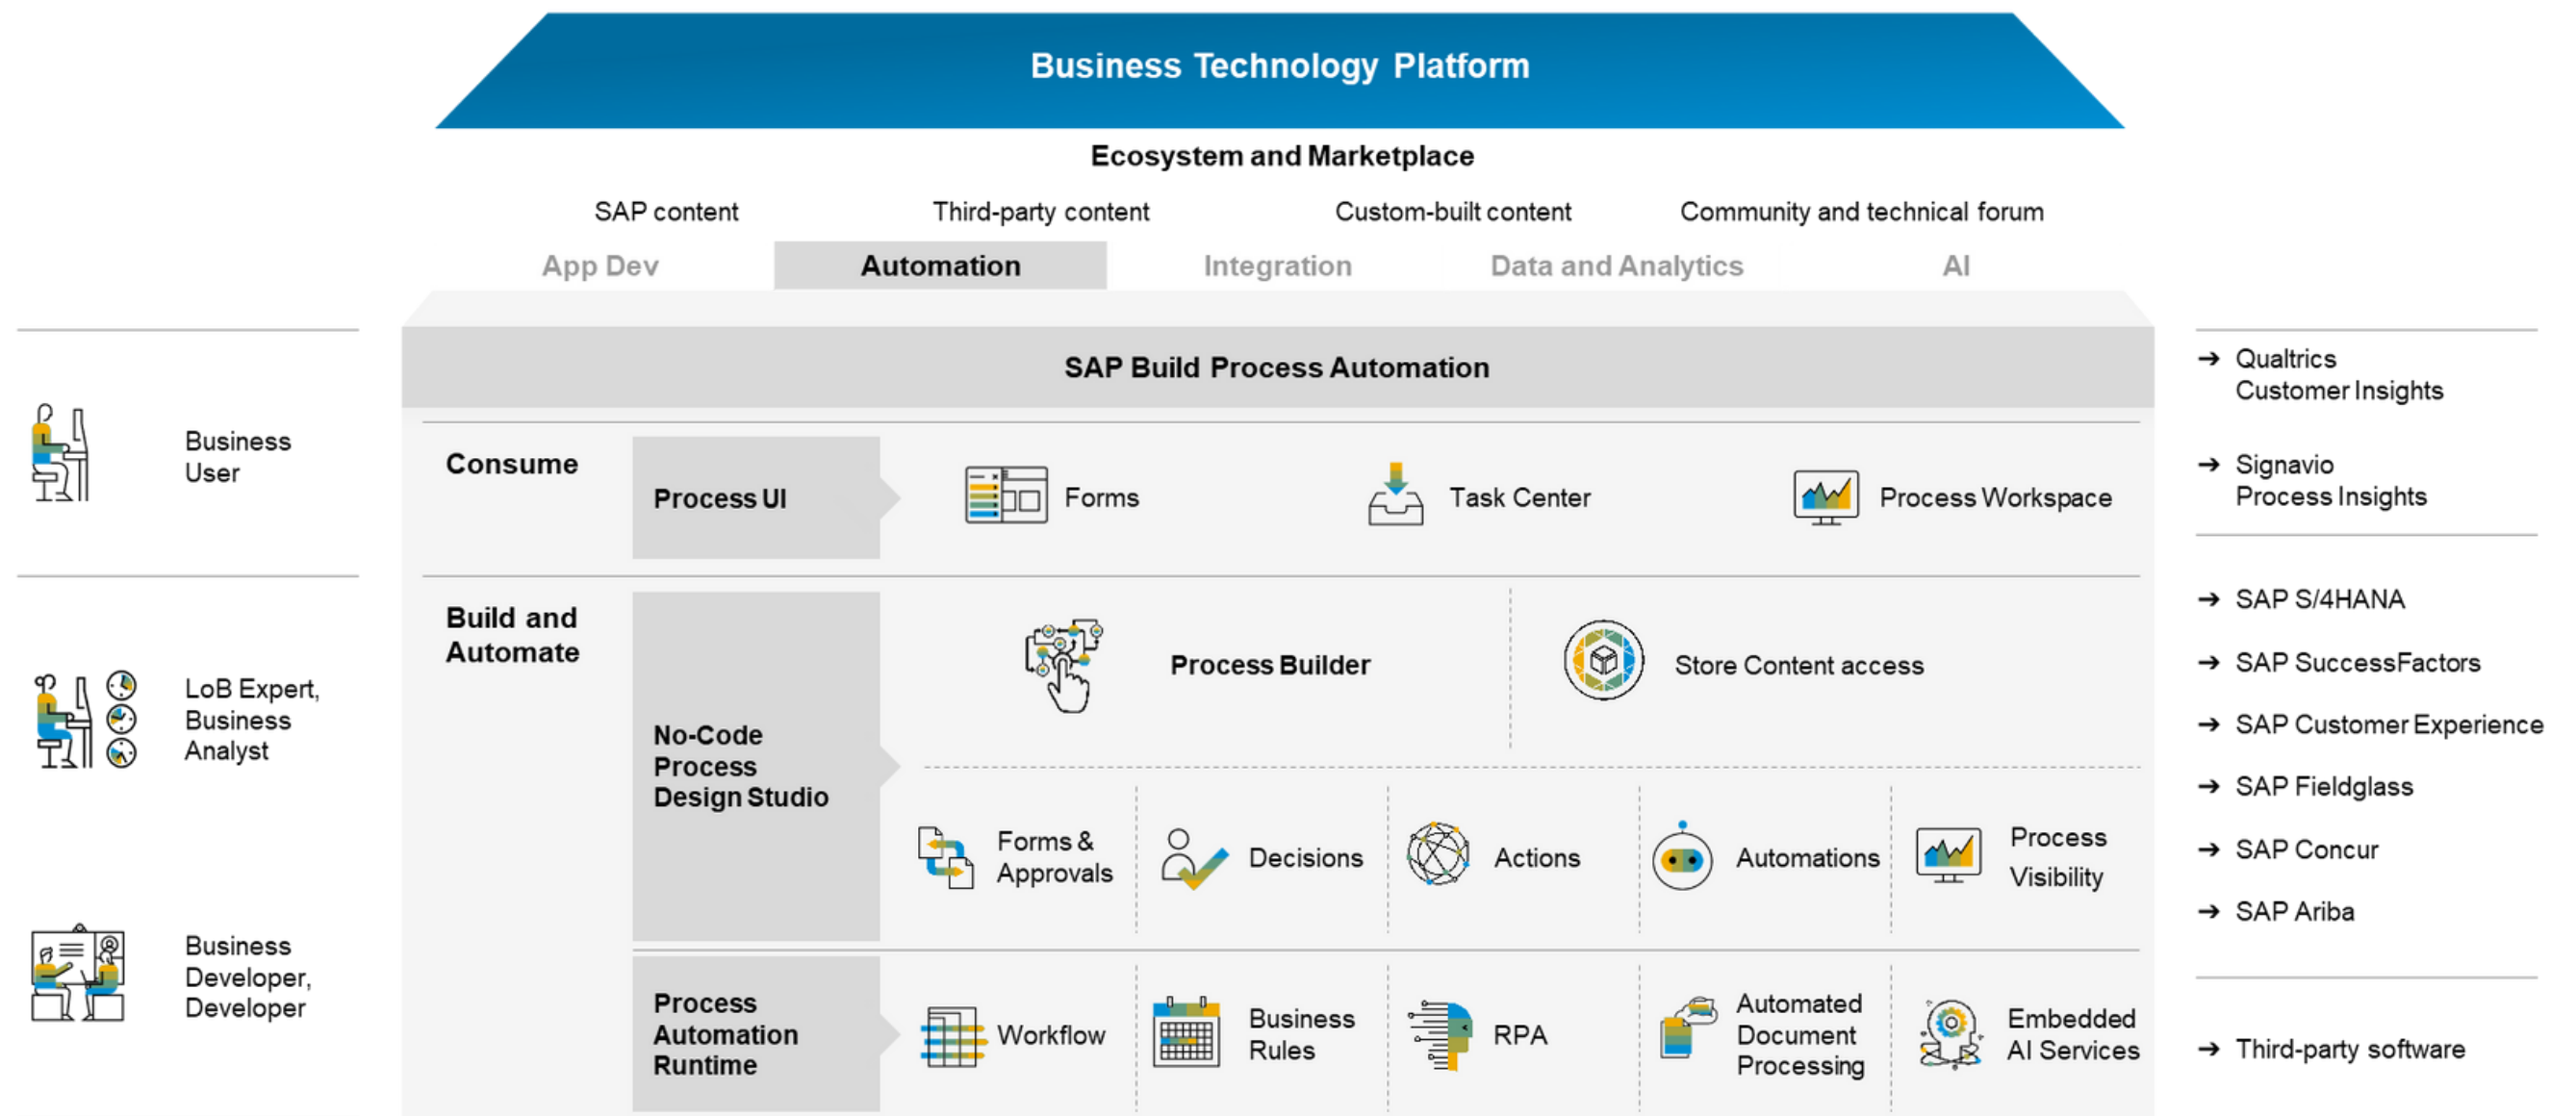 Business Technology Platform
Ecosystem and Marketplace
SAP content
Third-party content
Custom-built content
Community and technical forum
App Dev
Automation
Integration
Data and Analytics
AI
SAP Build Process Automation
Business
User
LoB Expert,
Business
Analyst
Business
Developer,
Developer
Consume
Process UI
Forms
Task Center
Process Workspace
Build and
Automate
No-Code
Process
Design Studio
Process Builder
Store Content access
Forms &
Approvals
Decisions
Actions
Automations
Process
Visibility
Process
Automation
Runtime
Workflow
Business
Rules
RPA
Automated
Document
Processing
Embedded
AI Services
Qualtrics
Customer Insights
Signavio
Process Insights
SAP S/4HANA
SAP SuccessFactors
SAP Customer Experience
SAP Fieldglass
SAP Concur
SAP Ariba
Third-party software